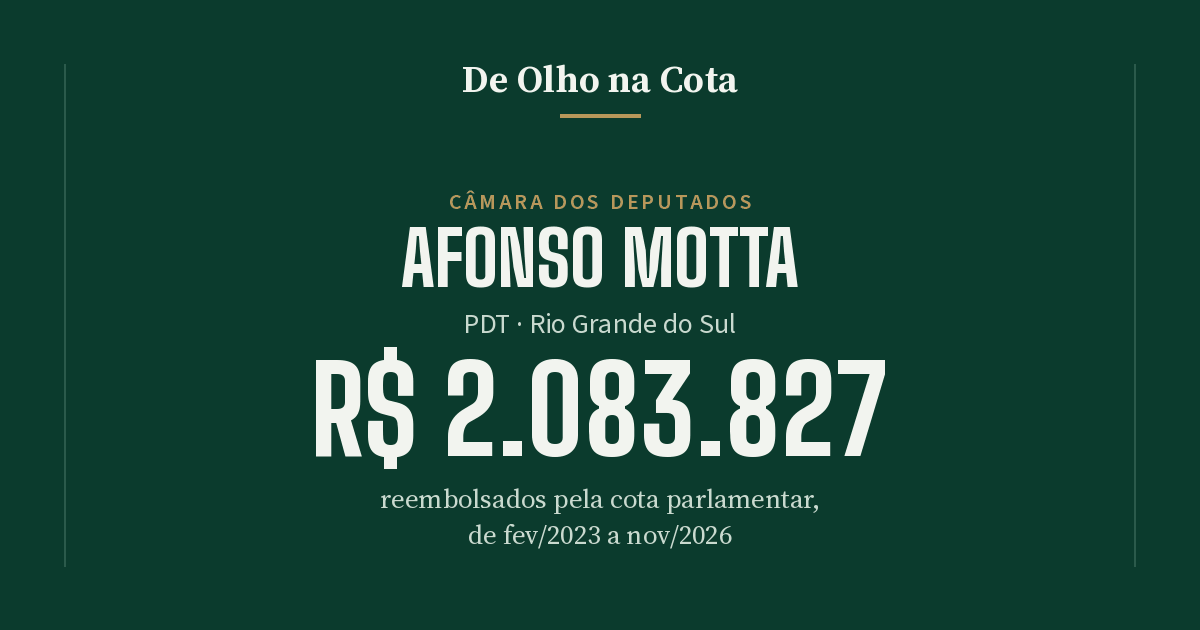 De Olho na Cota
CÂMARA DOS DEPUTADOS
AFONSO MOTTA
PDT · Rio Grande do Sul
R$ 2.083.827
reembolsados pela cota parlamentar,
de fev/2023 a nov/2026